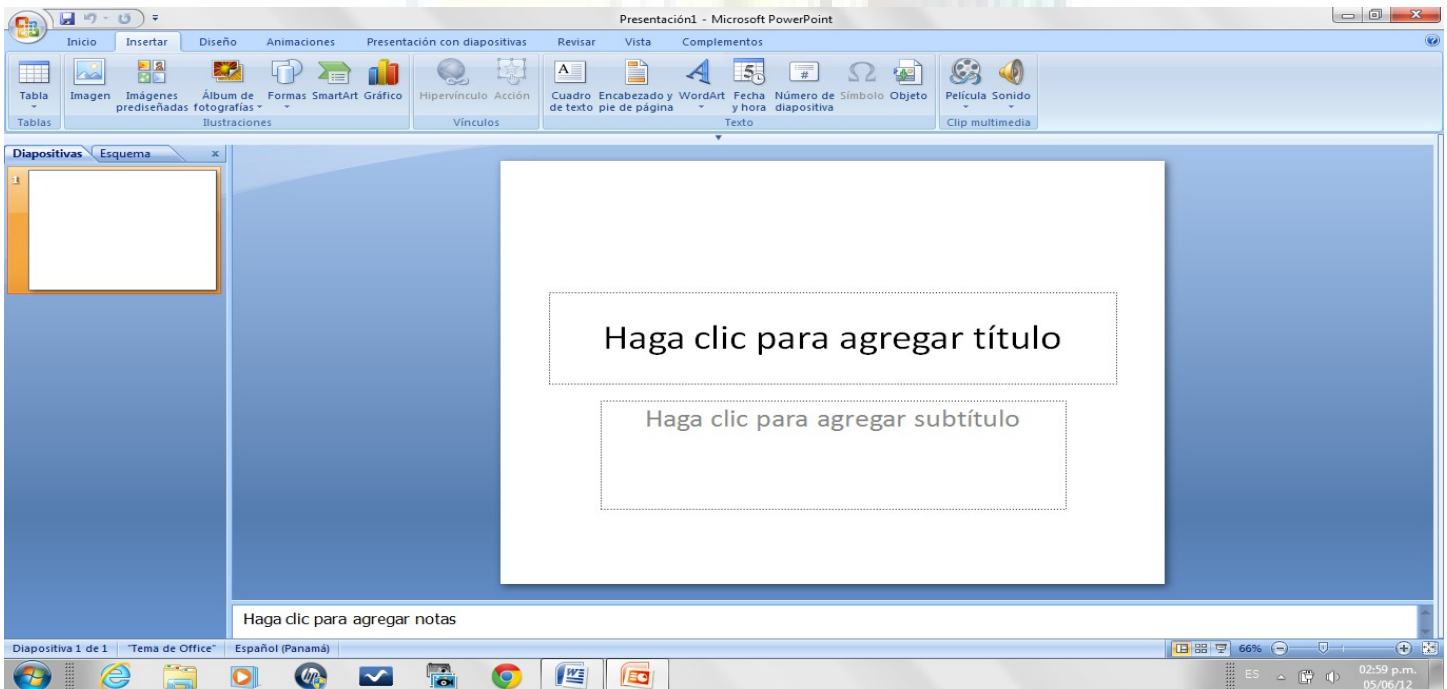 Presentación1 - Microsoft PowerPoint
Inicio Insertar Diseño Animaciones Presentación con diapositivas Revisar Vista Complementos
Tabla Imagen Imágenes prediseñadas Álbum de fotografías Formas SmartArt Gráfico Hipervínculo Acción Cuadro de texto Encabezado y pie de página WordArt Fecha y hora Número de diapositiva Símbolo Objeto Película Sonido
Tablas Ilustraciones Vínculos Texto Clip multimedia
Diapositivas Esquema x
1
Haga clic para agregar título
Haga clic para agregar subtítulo
Haga clic para agregar notas
Diapositiva 1 de 1 "Tema de Office" Español (Panamá) 66%
ES 02:59 p.m.
05/06/12